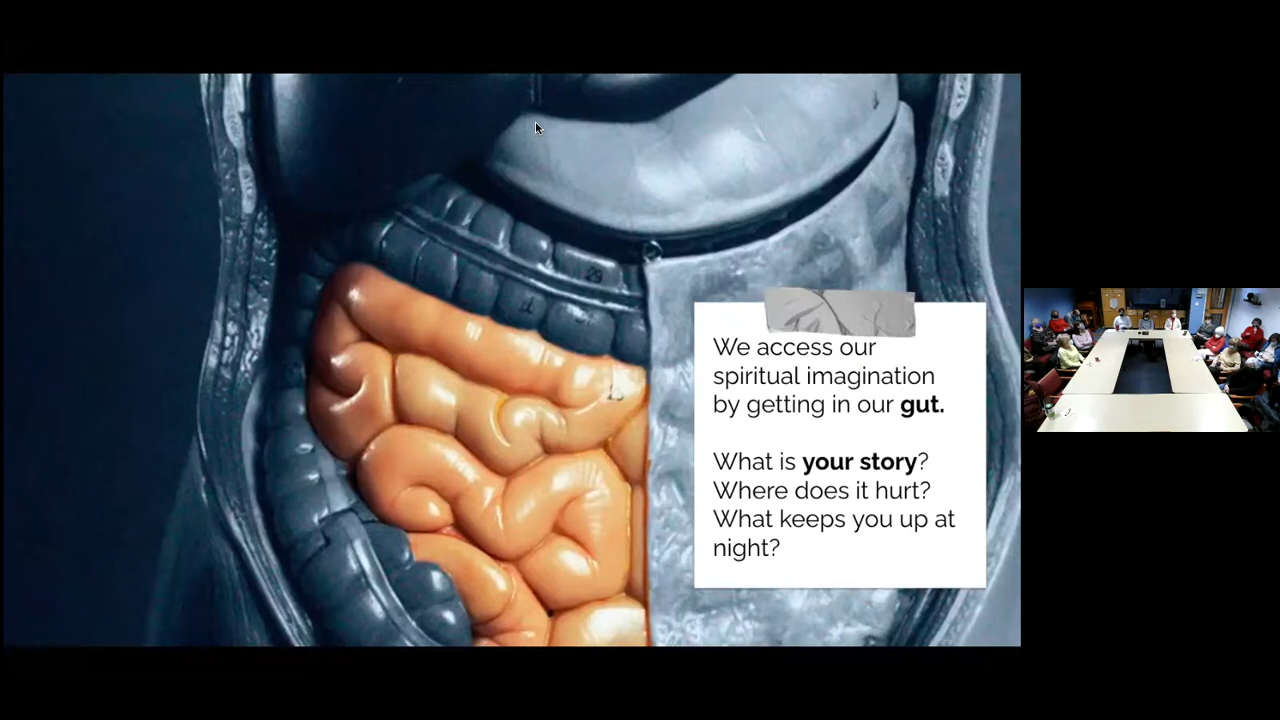 We access our
spiritual imagination
by getting in our gut.
What is your story?
Where does it hurt?
What keeps you up at
night?